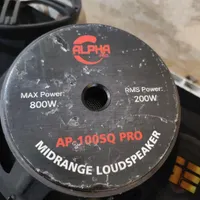 ALPHA
MAX Power:
800W
RMS Power:
200W
AP-1005Q PRO
MIDRANGE LOUDSPEAKER